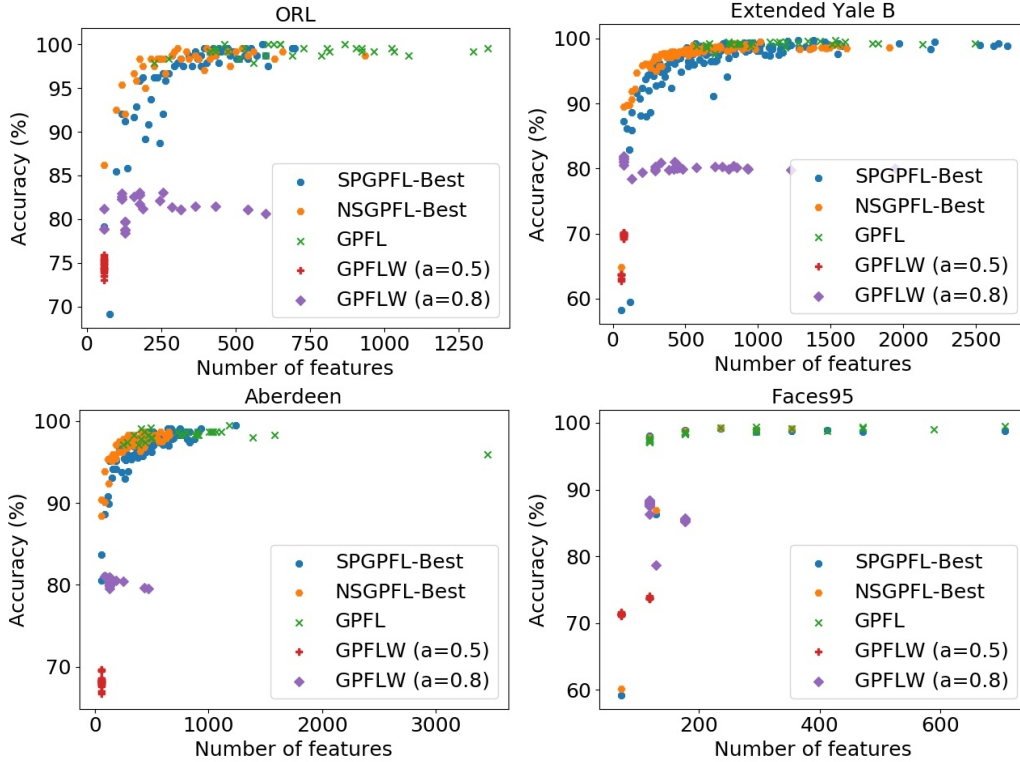 ORL
Accuracy (%)
100
95
90
85
80
75
70
SPGPFL-Best
NSGPFL-Best
GPFL
GPFLW (a=0.5)
GPFLW (a=0.8)
0 250 500 750 1000 1250
Number of features
Extended Yale B
Accuracy (%)
100
90
80
70
60
SPGPFL-Best
NSGPFL-Best
GPFL
GPFLW (a=0.5)
GPFLW (a=0.8)
0 500 1000 1500 2000 2500
Number of features
Aberdeen
Accuracy (%)
100
90
80
70
SPGPFL-Best
NSGPFL-Best
GPFL
GPFLW (a=0.5)
GPFLW (a=0.8)
0 1000 2000 3000
Number of features
Faces95
Accuracy (%)
100
90
80
70
60
SPGPFL-Best
NSGPFL-Best
GPFL
GPFLW (a=0.5)
GPFLW (a=0.8)
200 400 600
Number of features